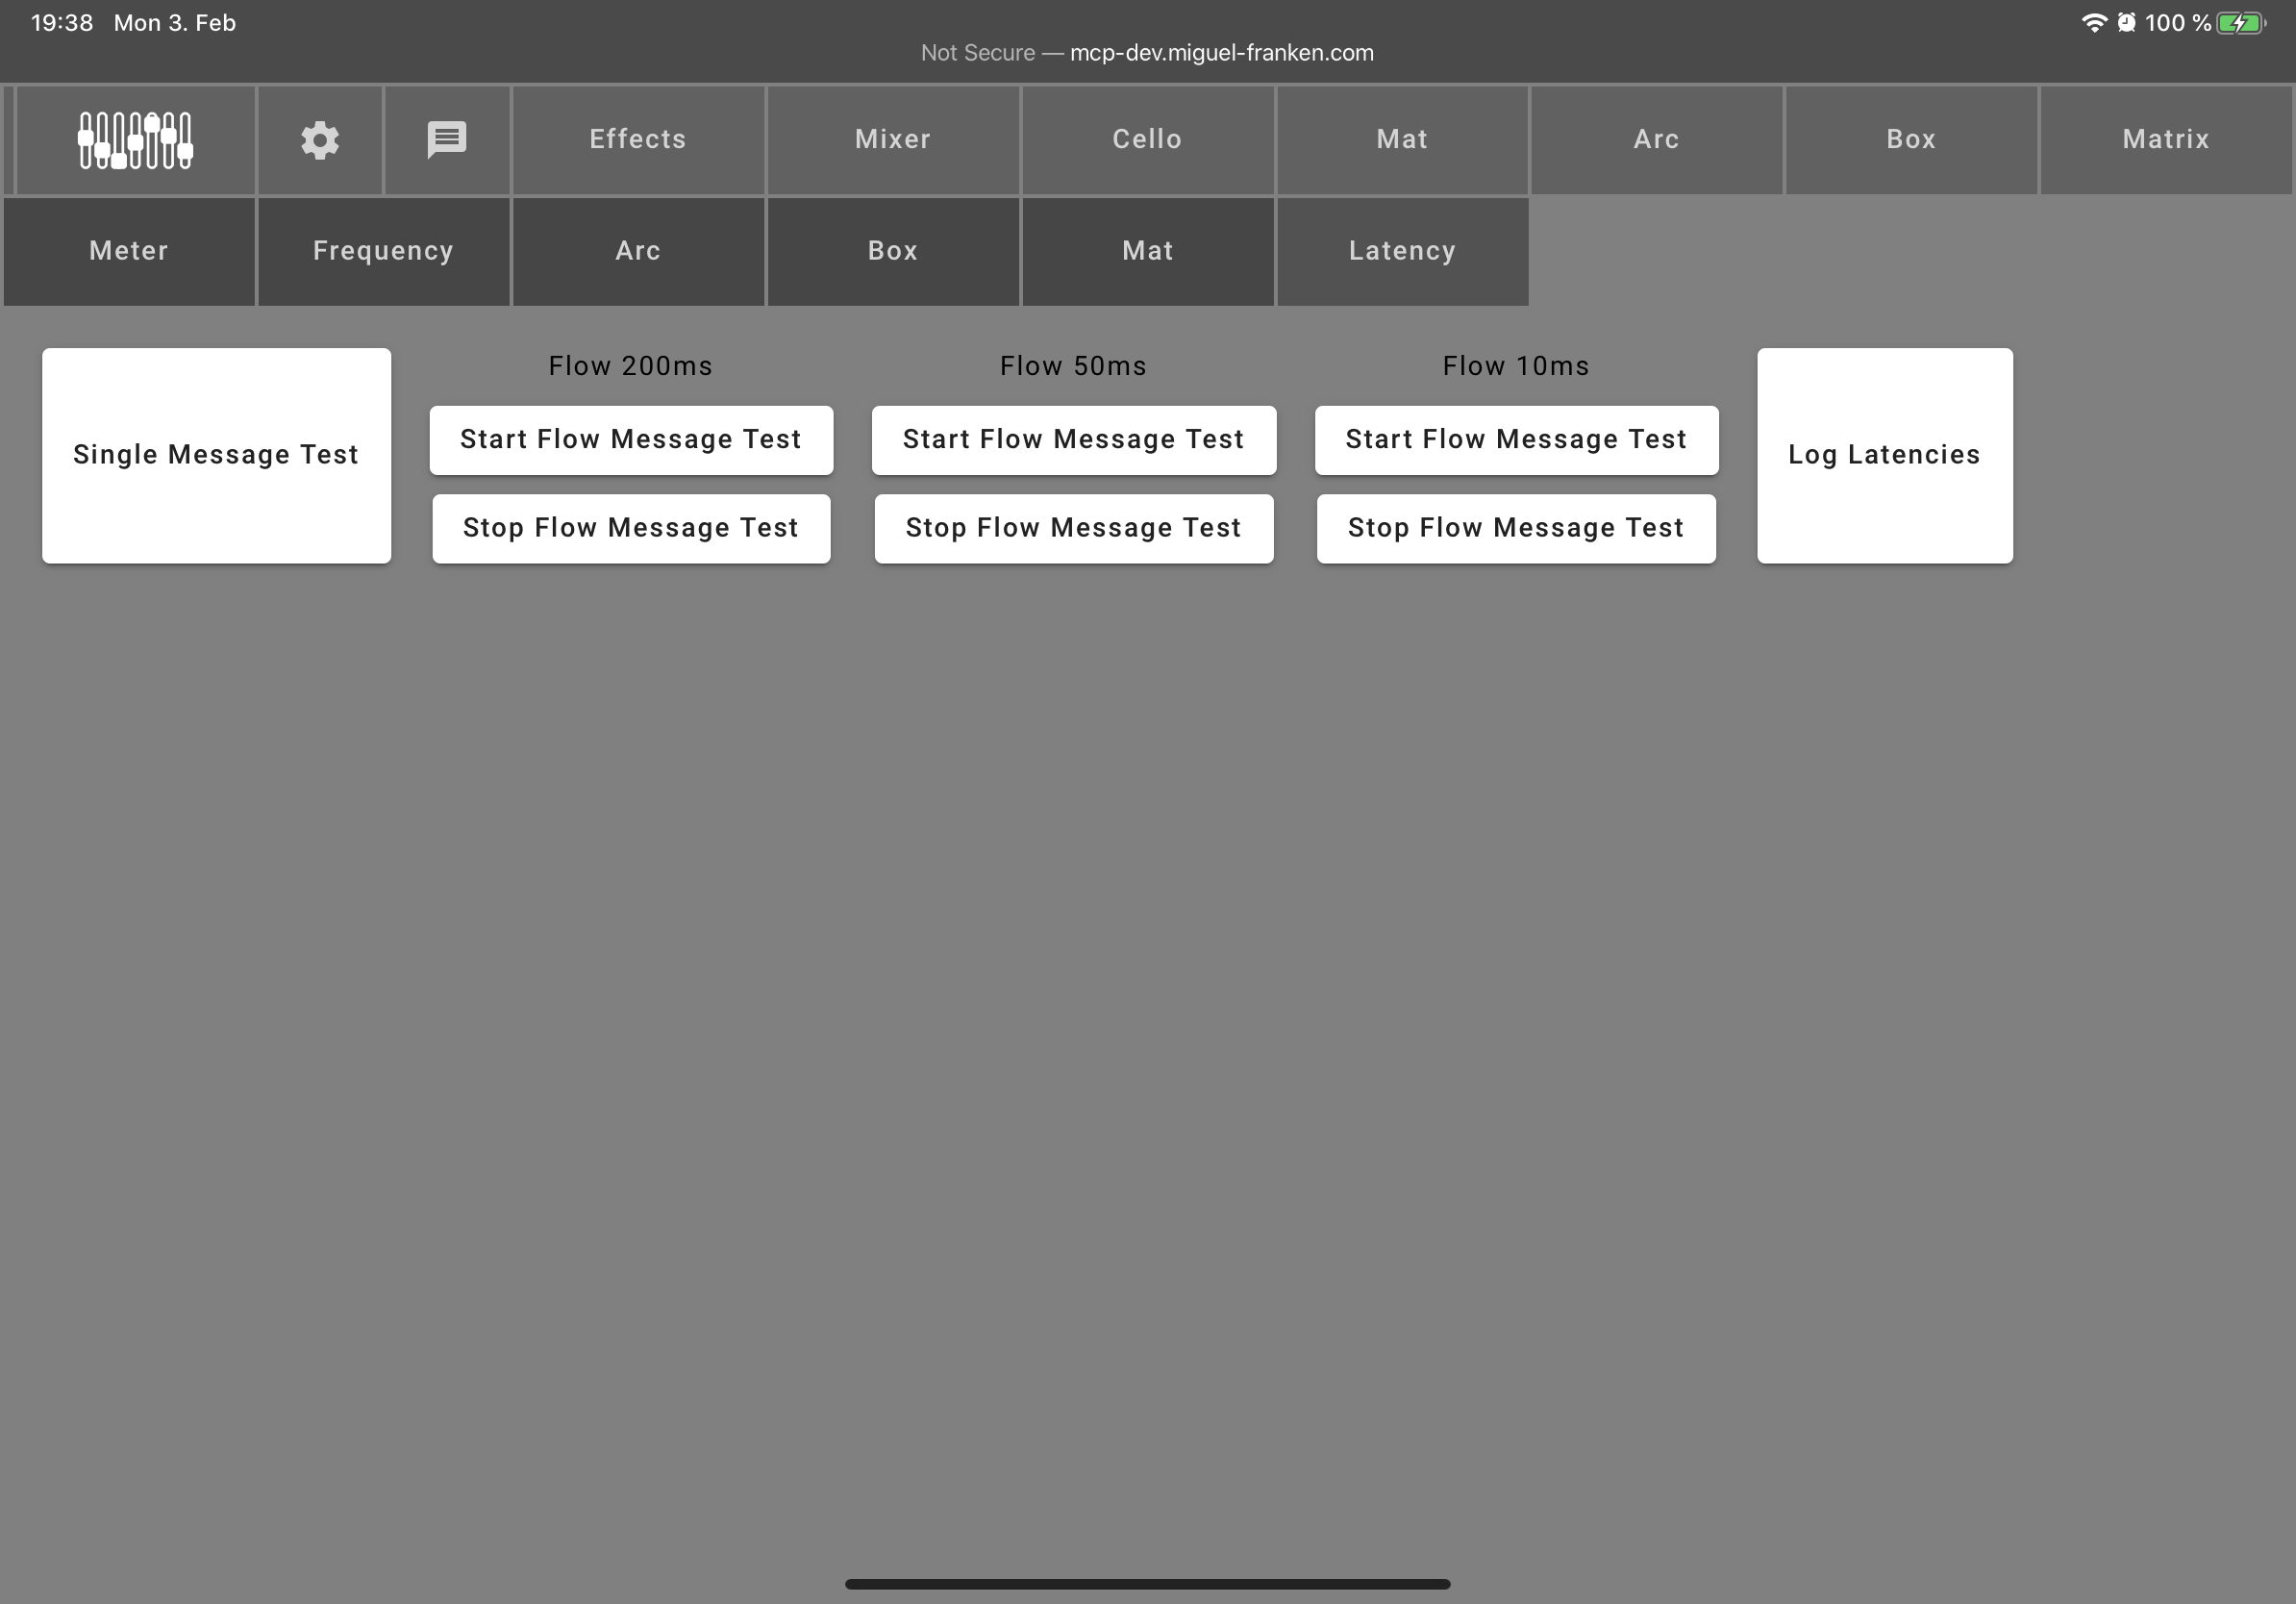 19:38 Mon 3. Feb
100 %
Not Secure — mcp-dev.miguel-franken.com
Effects Mixer Cello Mat Arc Box Matrix
Meter Frequency Arc Box Mat Latency
Flow 200ms Flow 50ms Flow 10ms
Start Flow Message Test Start Flow Message Test Start Flow Message Test
Single Message Test Log Latencies
Stop Flow Message Test Stop Flow Message Test Stop Flow Message Test